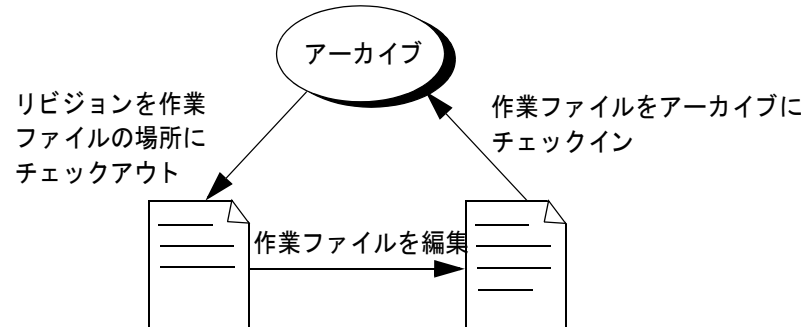 アーカイブ
リビジョンを作業
ファイルの場所に
チェックアウト
作業ファイルをアーカイブに
チェックイン
作業ファイルを編集